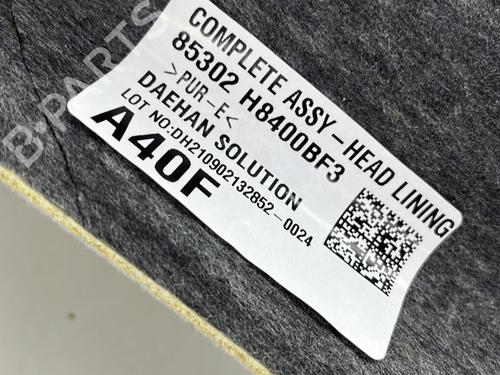 COMPLETE ASSY-HEAD LINING
85302 H8400BF3
>PUR-E<
DAEHAN SOLUTION
LOT NO:DH210902132852-0024
A40F
B-PARTS